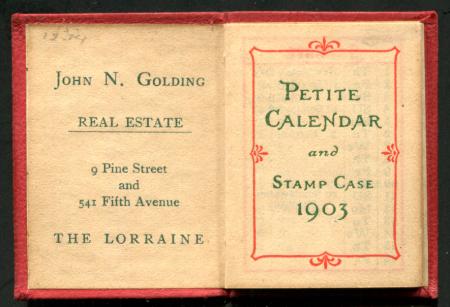 John N. Golding
REAL ESTATE
9 Pine Street
and
541 Fifth Avenue
THE LORRAINE
PETITE
CALENDAR
and
STAMP CASE
1903